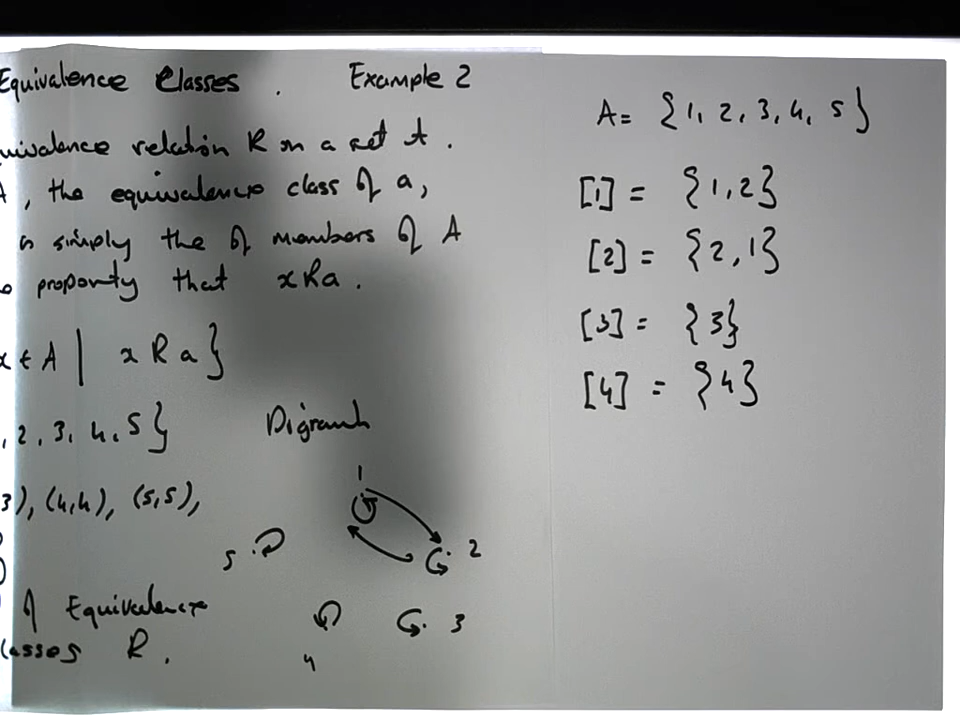 Equivalence Classes . Example 2
uivalence relation R on a set A .
A , the equivalence class of a,
is simply the of members of A
proporty that xRa .
x ∈ A | x R a }
, 2, 3, 4, 5 }
Digraph
3), (4,4), (5,5),
1
2
5
3
4
of Equivalence
lasses R .
A = { 1, 2, 3, 4, 5 }
[1] = { 1, 2 }
[2] = { 2, 1 }
[3] = { 3 }
[4] = { 4 }